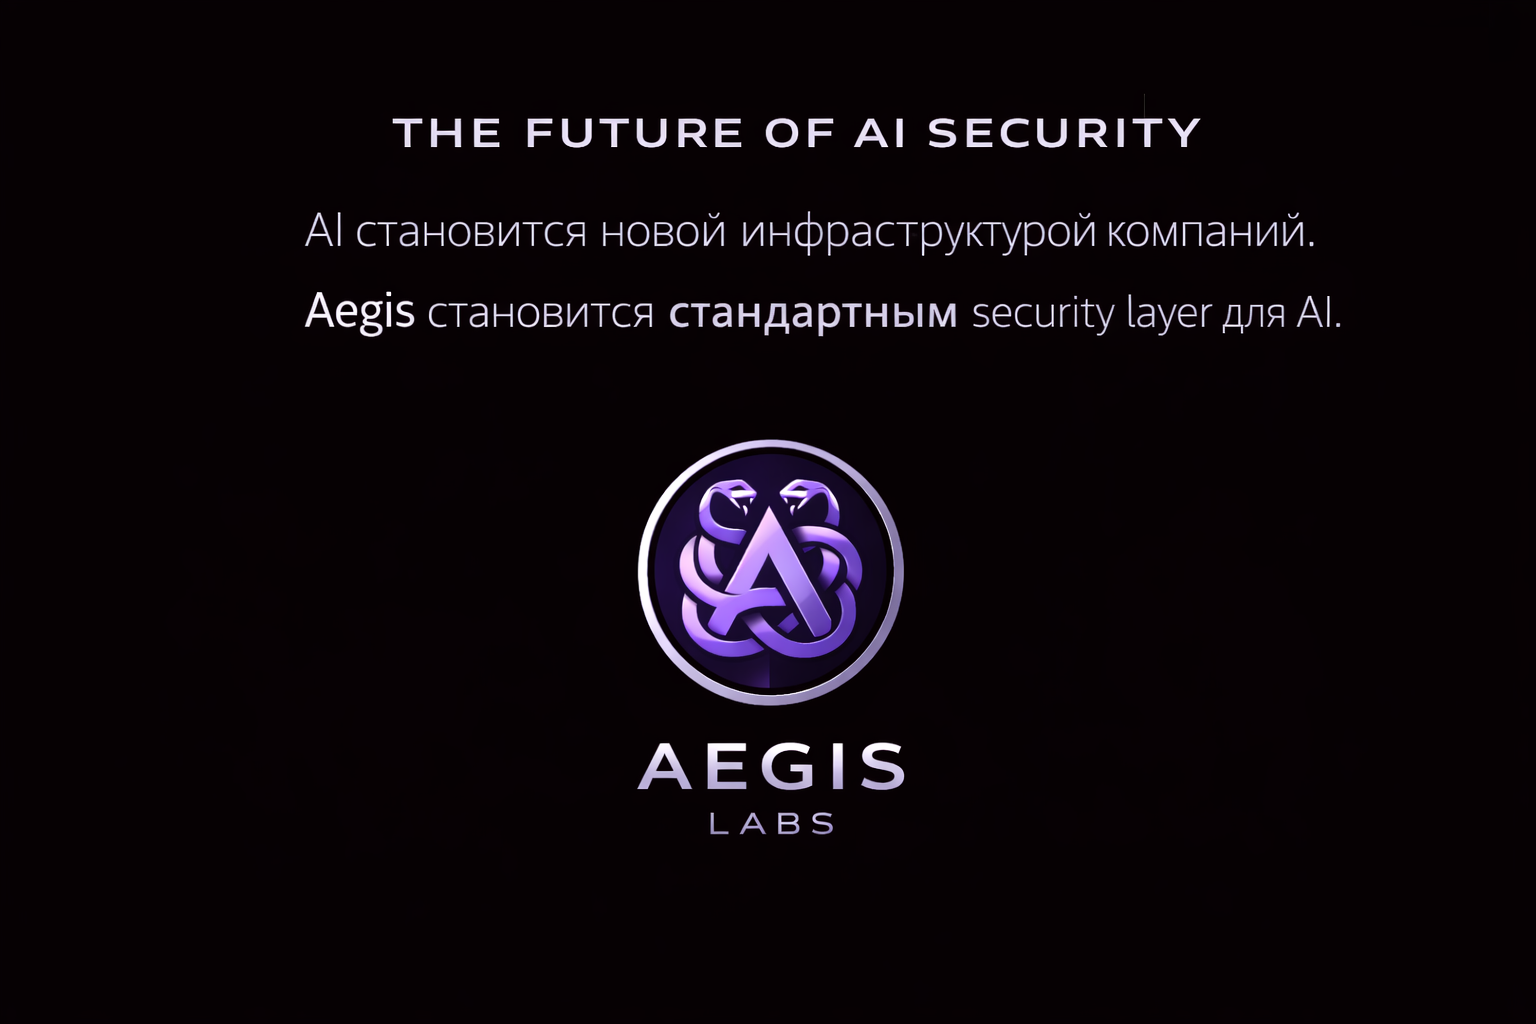 THE FUTURE OF AI SECURITY
AI становится новой инфраструктурой компаний.
Aegis становится стандартным security layer для AI.
AEGIS
LABS